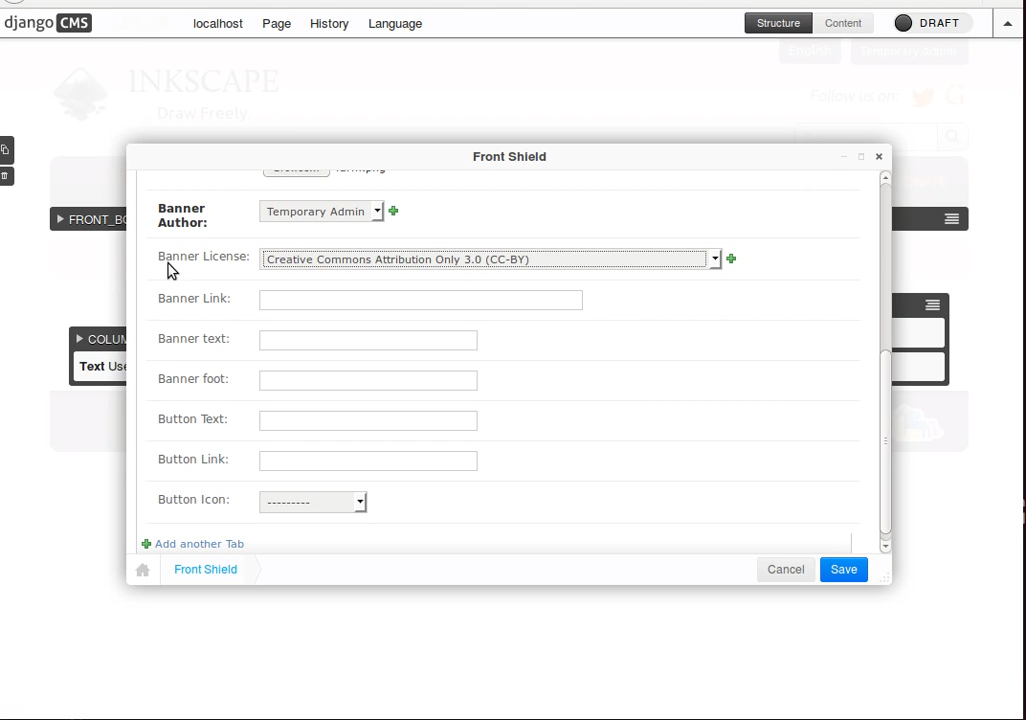 django CMS localhost Page History Language Structure Content DRAFT
English Temporary admin
INKSCAPE
Draw Freely
Follow us on:
Front Shield
Banner Author: Temporary Admin
FRONT_BO
Banner License: Creative Commons Attribution Only 3.0 (CC-BY)
Banner Link:
Banner text:
COLUM
Text Use
Banner foot:
Button Text:
Button Link:
Button Icon: ---------
Add another Tab
Front Shield Cancel Save